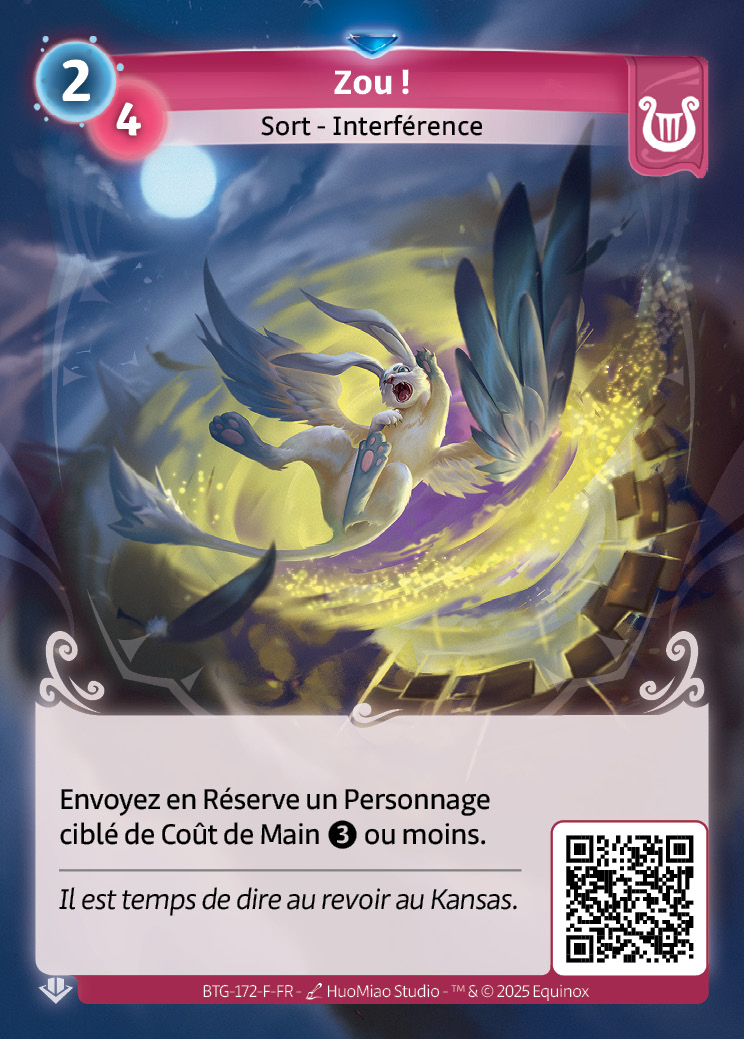 2
Zou !
4
Sort - Interférence
Envoyez en Réserve un Personnage
ciblé de Coût de Main 3 ou moins.
Il est temps de dire au revoir au Kansas.
BTG-172-F-FR - HuoMiao Studio - ™ & © 2025 Equinox